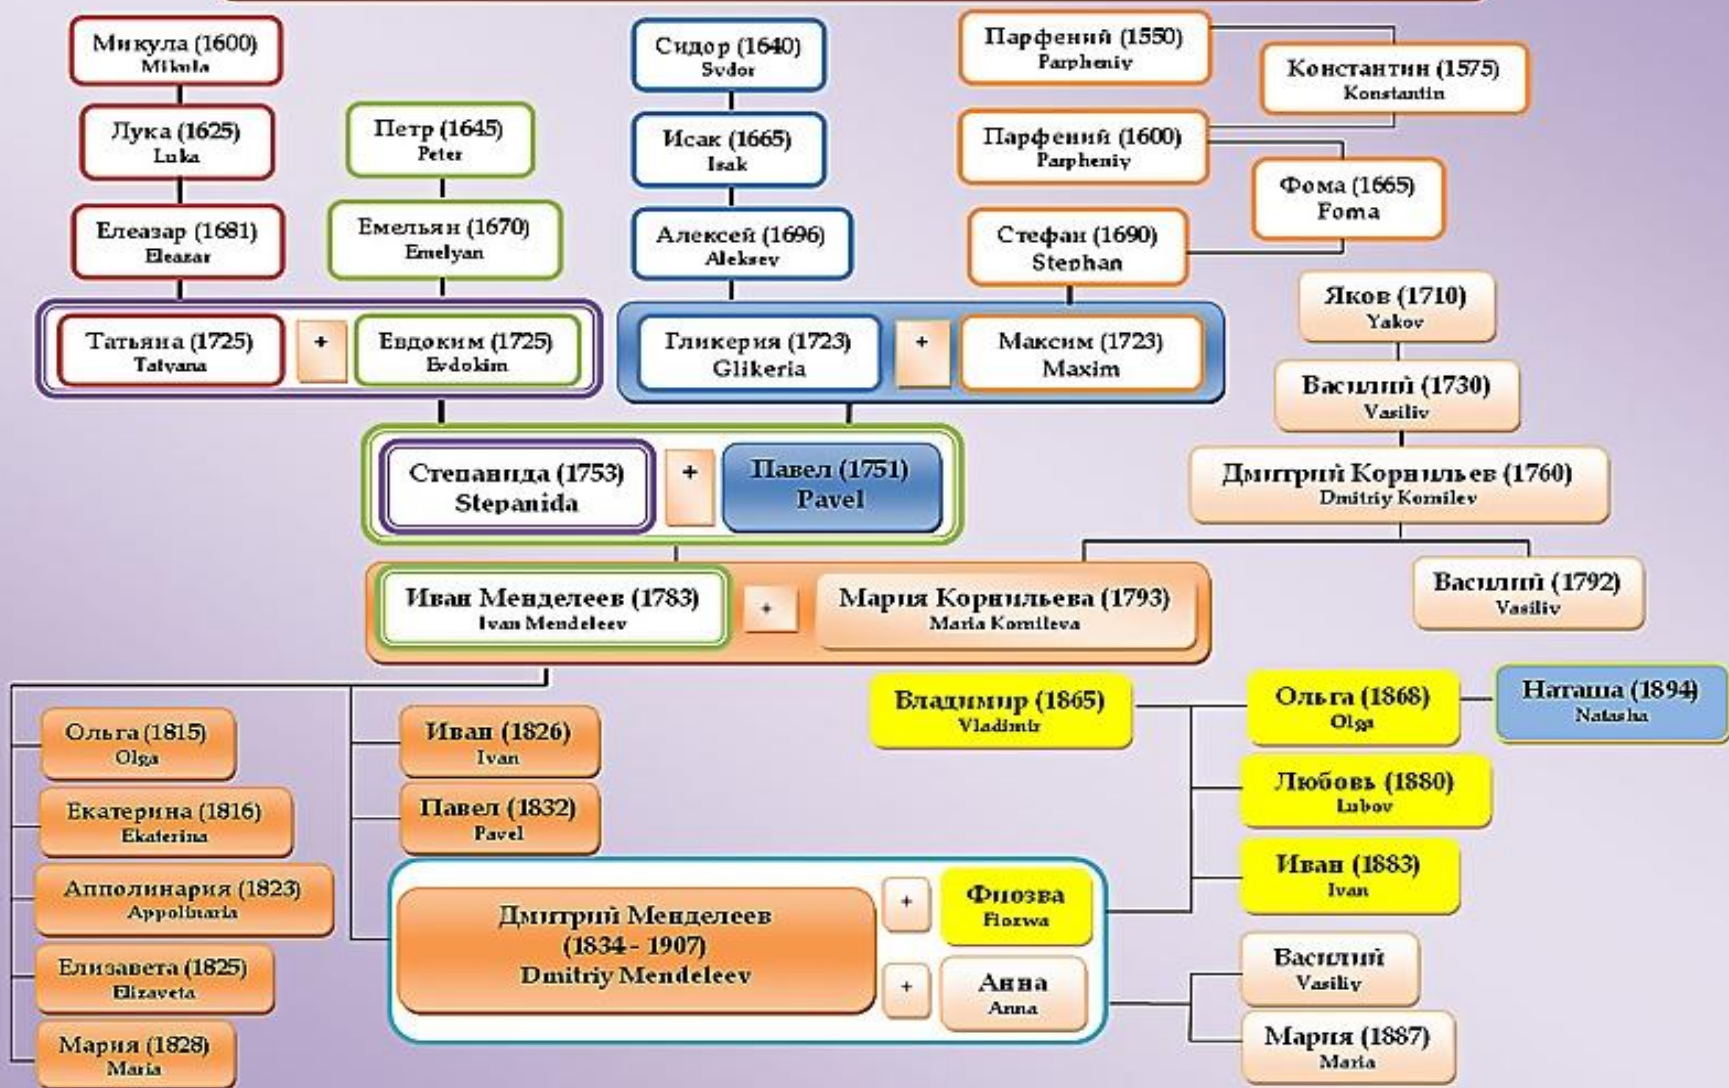 Микула (1600)
Mikula
Лука (1625)
Luka
Елеазар (1681)
Eleazar
Петр (1645)
Peter
Емельян (1670)
Emelyan
Татьяна (1725)
Tatyana
+
Евдоким (1725)
Evdokim
Сидор (1640)
Sydor
Исак (1665)
Isak
Алексей (1696)
Aleksey
Парфений (1550)
Parpheniy
Константин (1575)
Konstantin
Парфений (1600)
Parpheniy
Фома (1665)
Foma
Стефан (1690)
Stephan
Гликерия (1723)
Glikeria
+
Максим (1723)
Maxim
Яков (1710)
Yakov
Василий (1730)
Vasiliy
Дмитрий Корнильев (1760)
Dmitriy Kornilev
Степанида (1753)
Stepanida
+
Павел (1751)
Pavel
Иван Менделеев (1783)
Ivan Mendeleev
+
Мария Корнильева (1793)
Maria Kornileva
Василий (1792)
Vasiliy
Ольга (1815)
Olga
Екатерина (1816)
Ekaterina
Апполинария (1823)
Appolinaria
Елизавета (1825)
Elizaveta
Мария (1828)
Maria
Иван (1826)
Ivan
Павел (1832)
Pavel
Дмитрий Менделеев
(1834 - 1907)
Dmitriy Mendeleev
+
Фиозва
Fiozwa
+
Анна
Anna
Владимир (1865)
Vladimir
Ольга (1868)
Olga
Наташа (1894)
Natasha
Любовь (1880)
Lubov
Иван (1883)
Ivan
Василий
Vasiliy
Мария (1887)
Maria